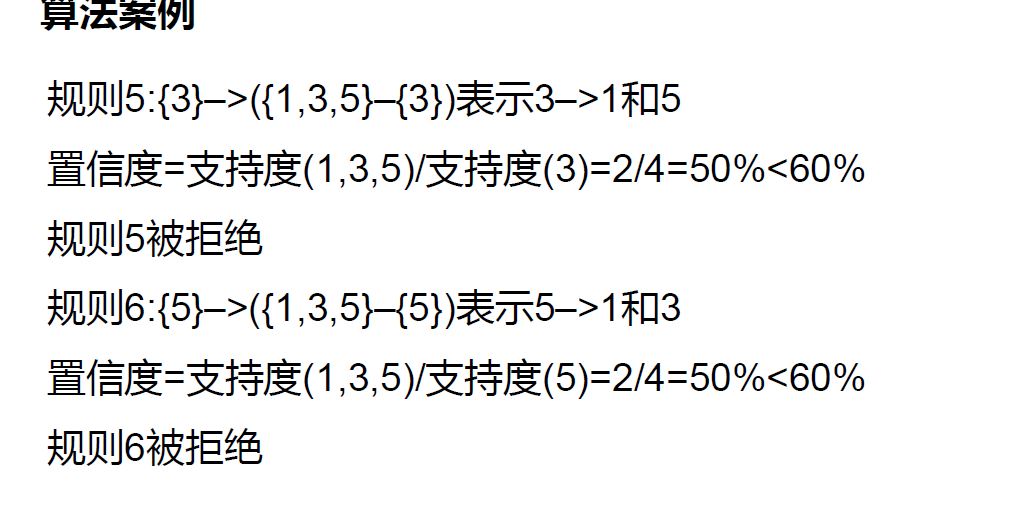 算法案例
规则5:{3}–>({1,3,5}–{3})表示3–>1和5
置信度=支持度(1,3,5)/支持度(3)=2/4=50%<60%
规则5被拒绝
规则6:{5}–>({1,3,5}–{5})表示5–>1和3
置信度=支持度(1,3,5)/支持度(5)=2/4=50%<60%
规则6被拒绝